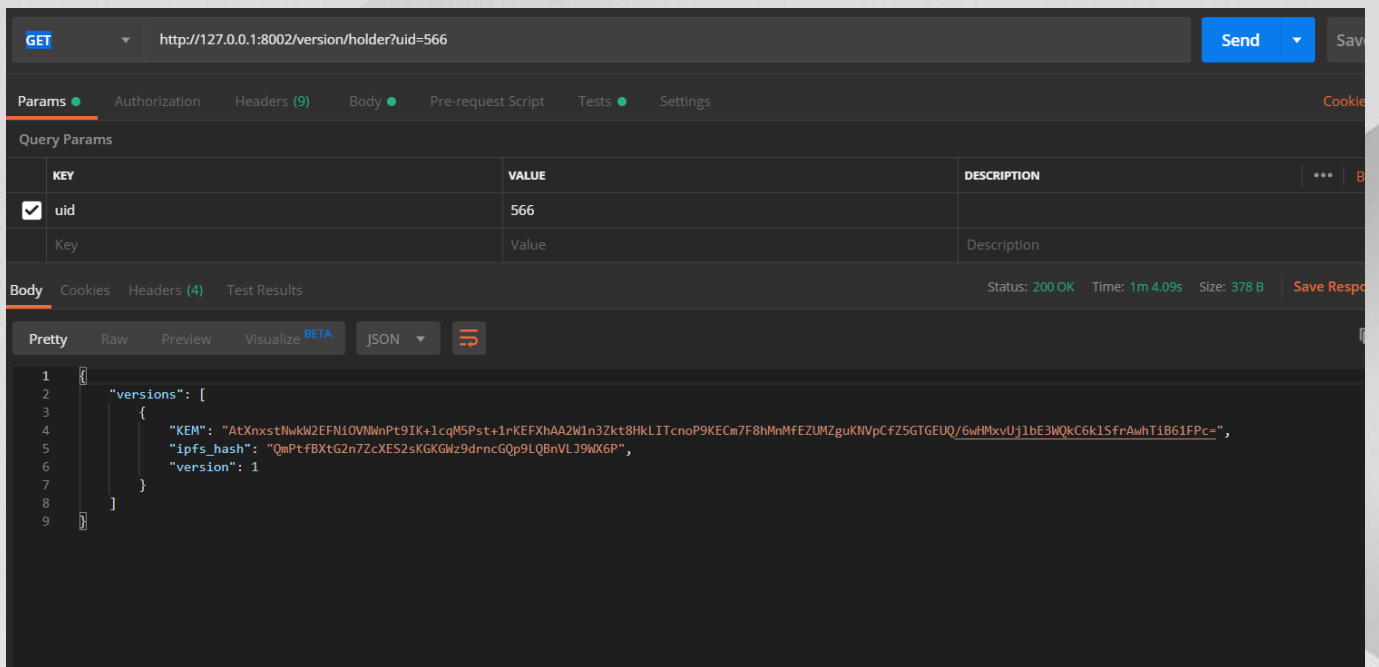 GET http://127.0.0.1:8002/version/holder?uid=566 Send Save
Params Authorization Headers (9) Body Pre-request Script Tests Settings Cookie
Query Params
KEY VALUE DESCRIPTION ••• B
uid 566
Key Value Description
Body Cookies Headers (4) Test Results Status: 200 OK Time: 1m 4.09s Size: 378 B Save Respo
Pretty Raw Preview Visualize BETA JSON
1 {
2 "versions": [
3 {
4 "KEM": "AtXnxstNwkW2EFNiOVNWnPt9IK+lcqM5Pst+1rKEFXhAA2W1n3Zkt8HkLITcnoP9KECm7F8hMnMfEZUMZguKNVpCfZ5GTGEUQ/6wHMxvUjlbE3WQkC6klSfrAwhTiB61FPc=",
5 "ipfs_hash": "QmPtfBXtG2n7ZcXES2sKGKGWz9drncGQp9LQBnVLJ9WX6P",
6 "version": 1
7 }
8 ]
9 }